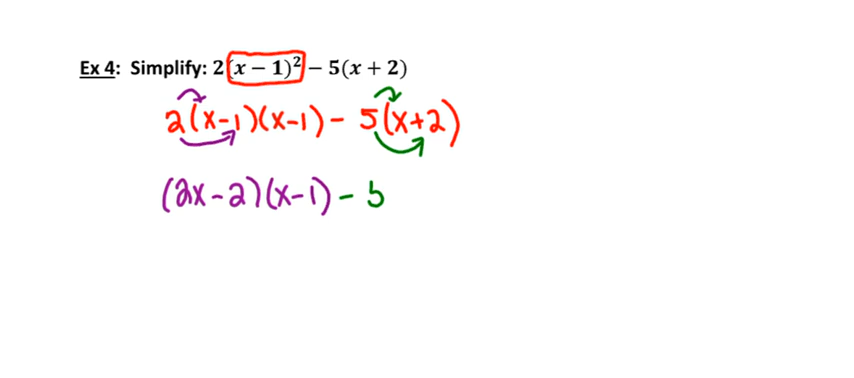 Ex 4: Simplify: 2(x − 1)² − 5(x + 2)
2(x-1)(x-1) - 5(x+2)
(2x-2)(x-1) - 5